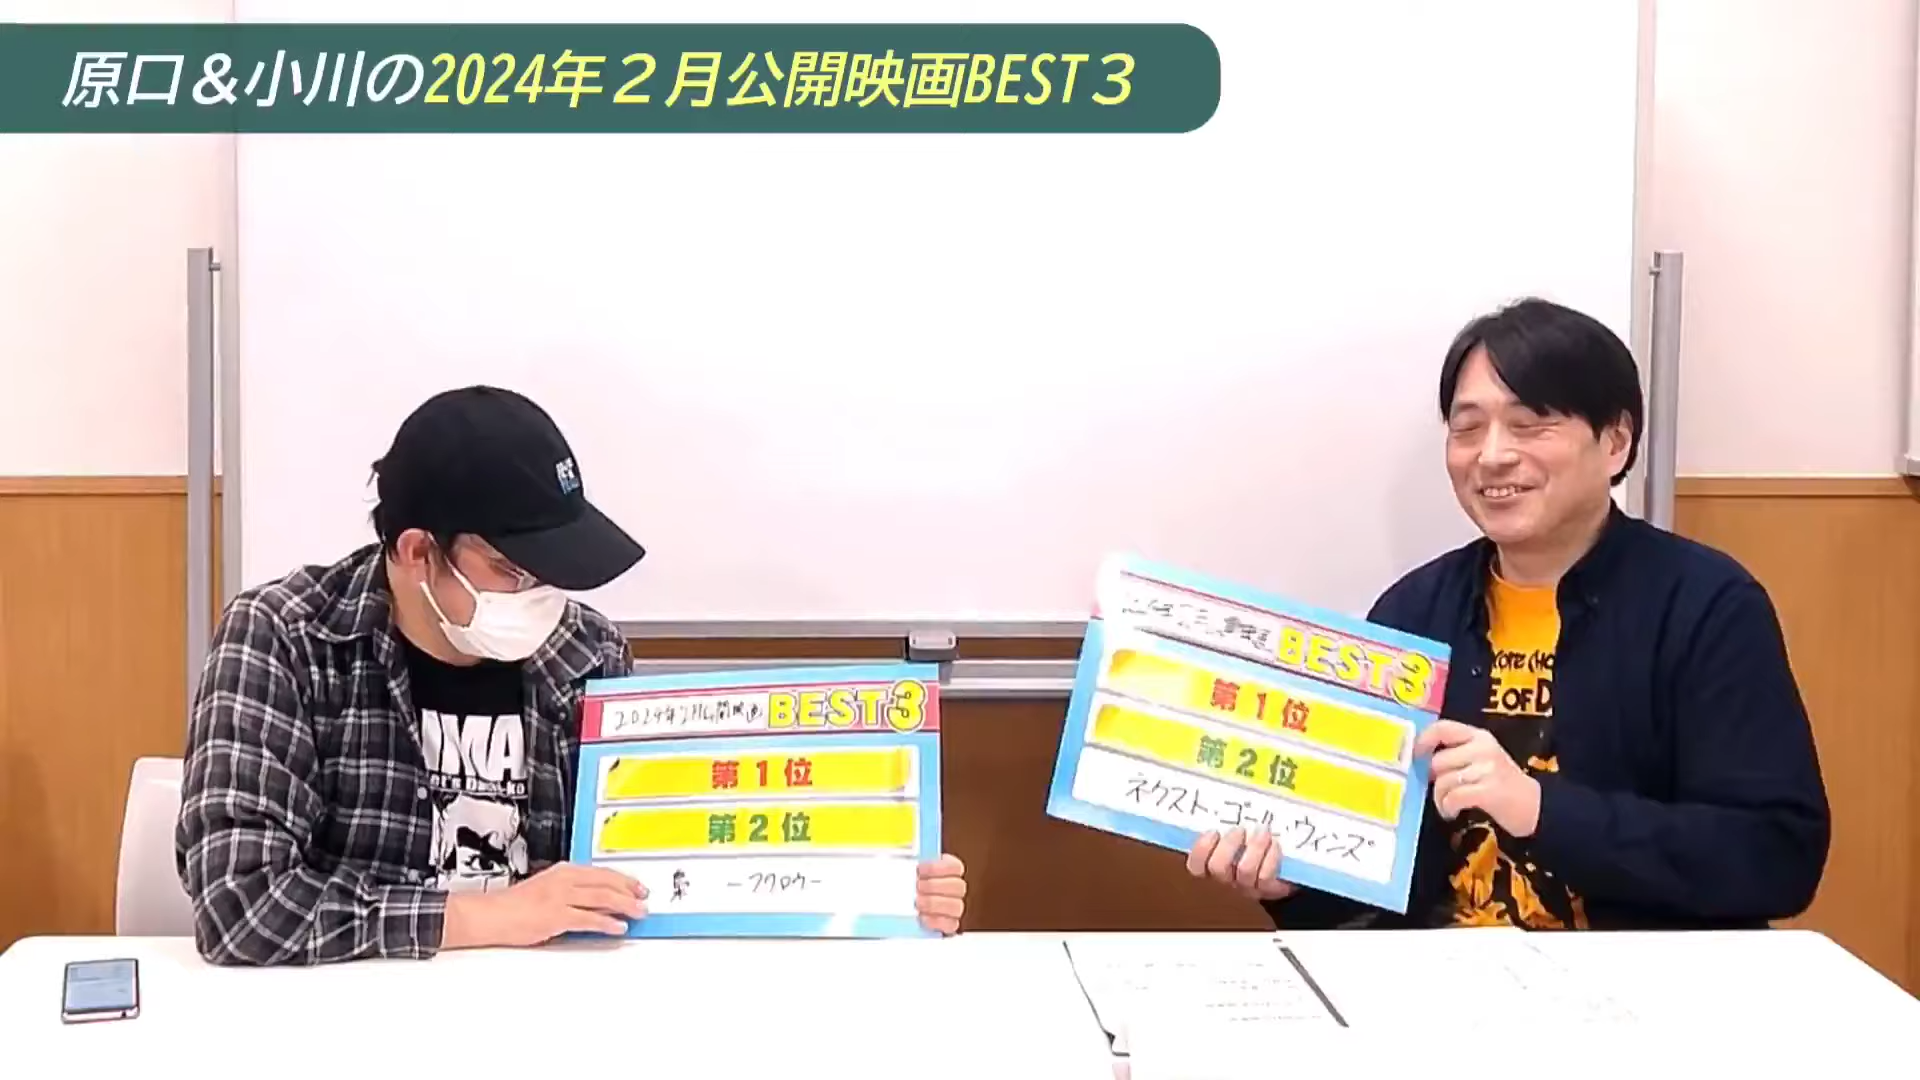 原口&小川の2024年2月公開映画BEST3
2024年2月公開映画 BEST3
第1位
第2位
梟 ーフクロウー
BEST3
第1位
第2位
ネクスト・ゴール・ウィンズ